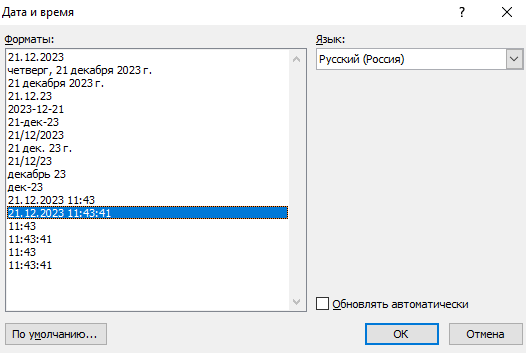 Дата и время
?
Форматы:
Язык:
21.12.2023
четверг, 21 декабря 2023 г.
21 декабря 2023 г.
21.12.23
2023-12-21
21-дек-23
21/12/2023
21 дек. 23 г.
21/12/23
декабрь 23
дек-23
21.12.2023 11:43
21.12.2023 11:43:41
11:43
11:43:41
11:43
11:43:41
Русский (Россия)
Обновлять автоматически
По умолчанию...
ОК
Отмена